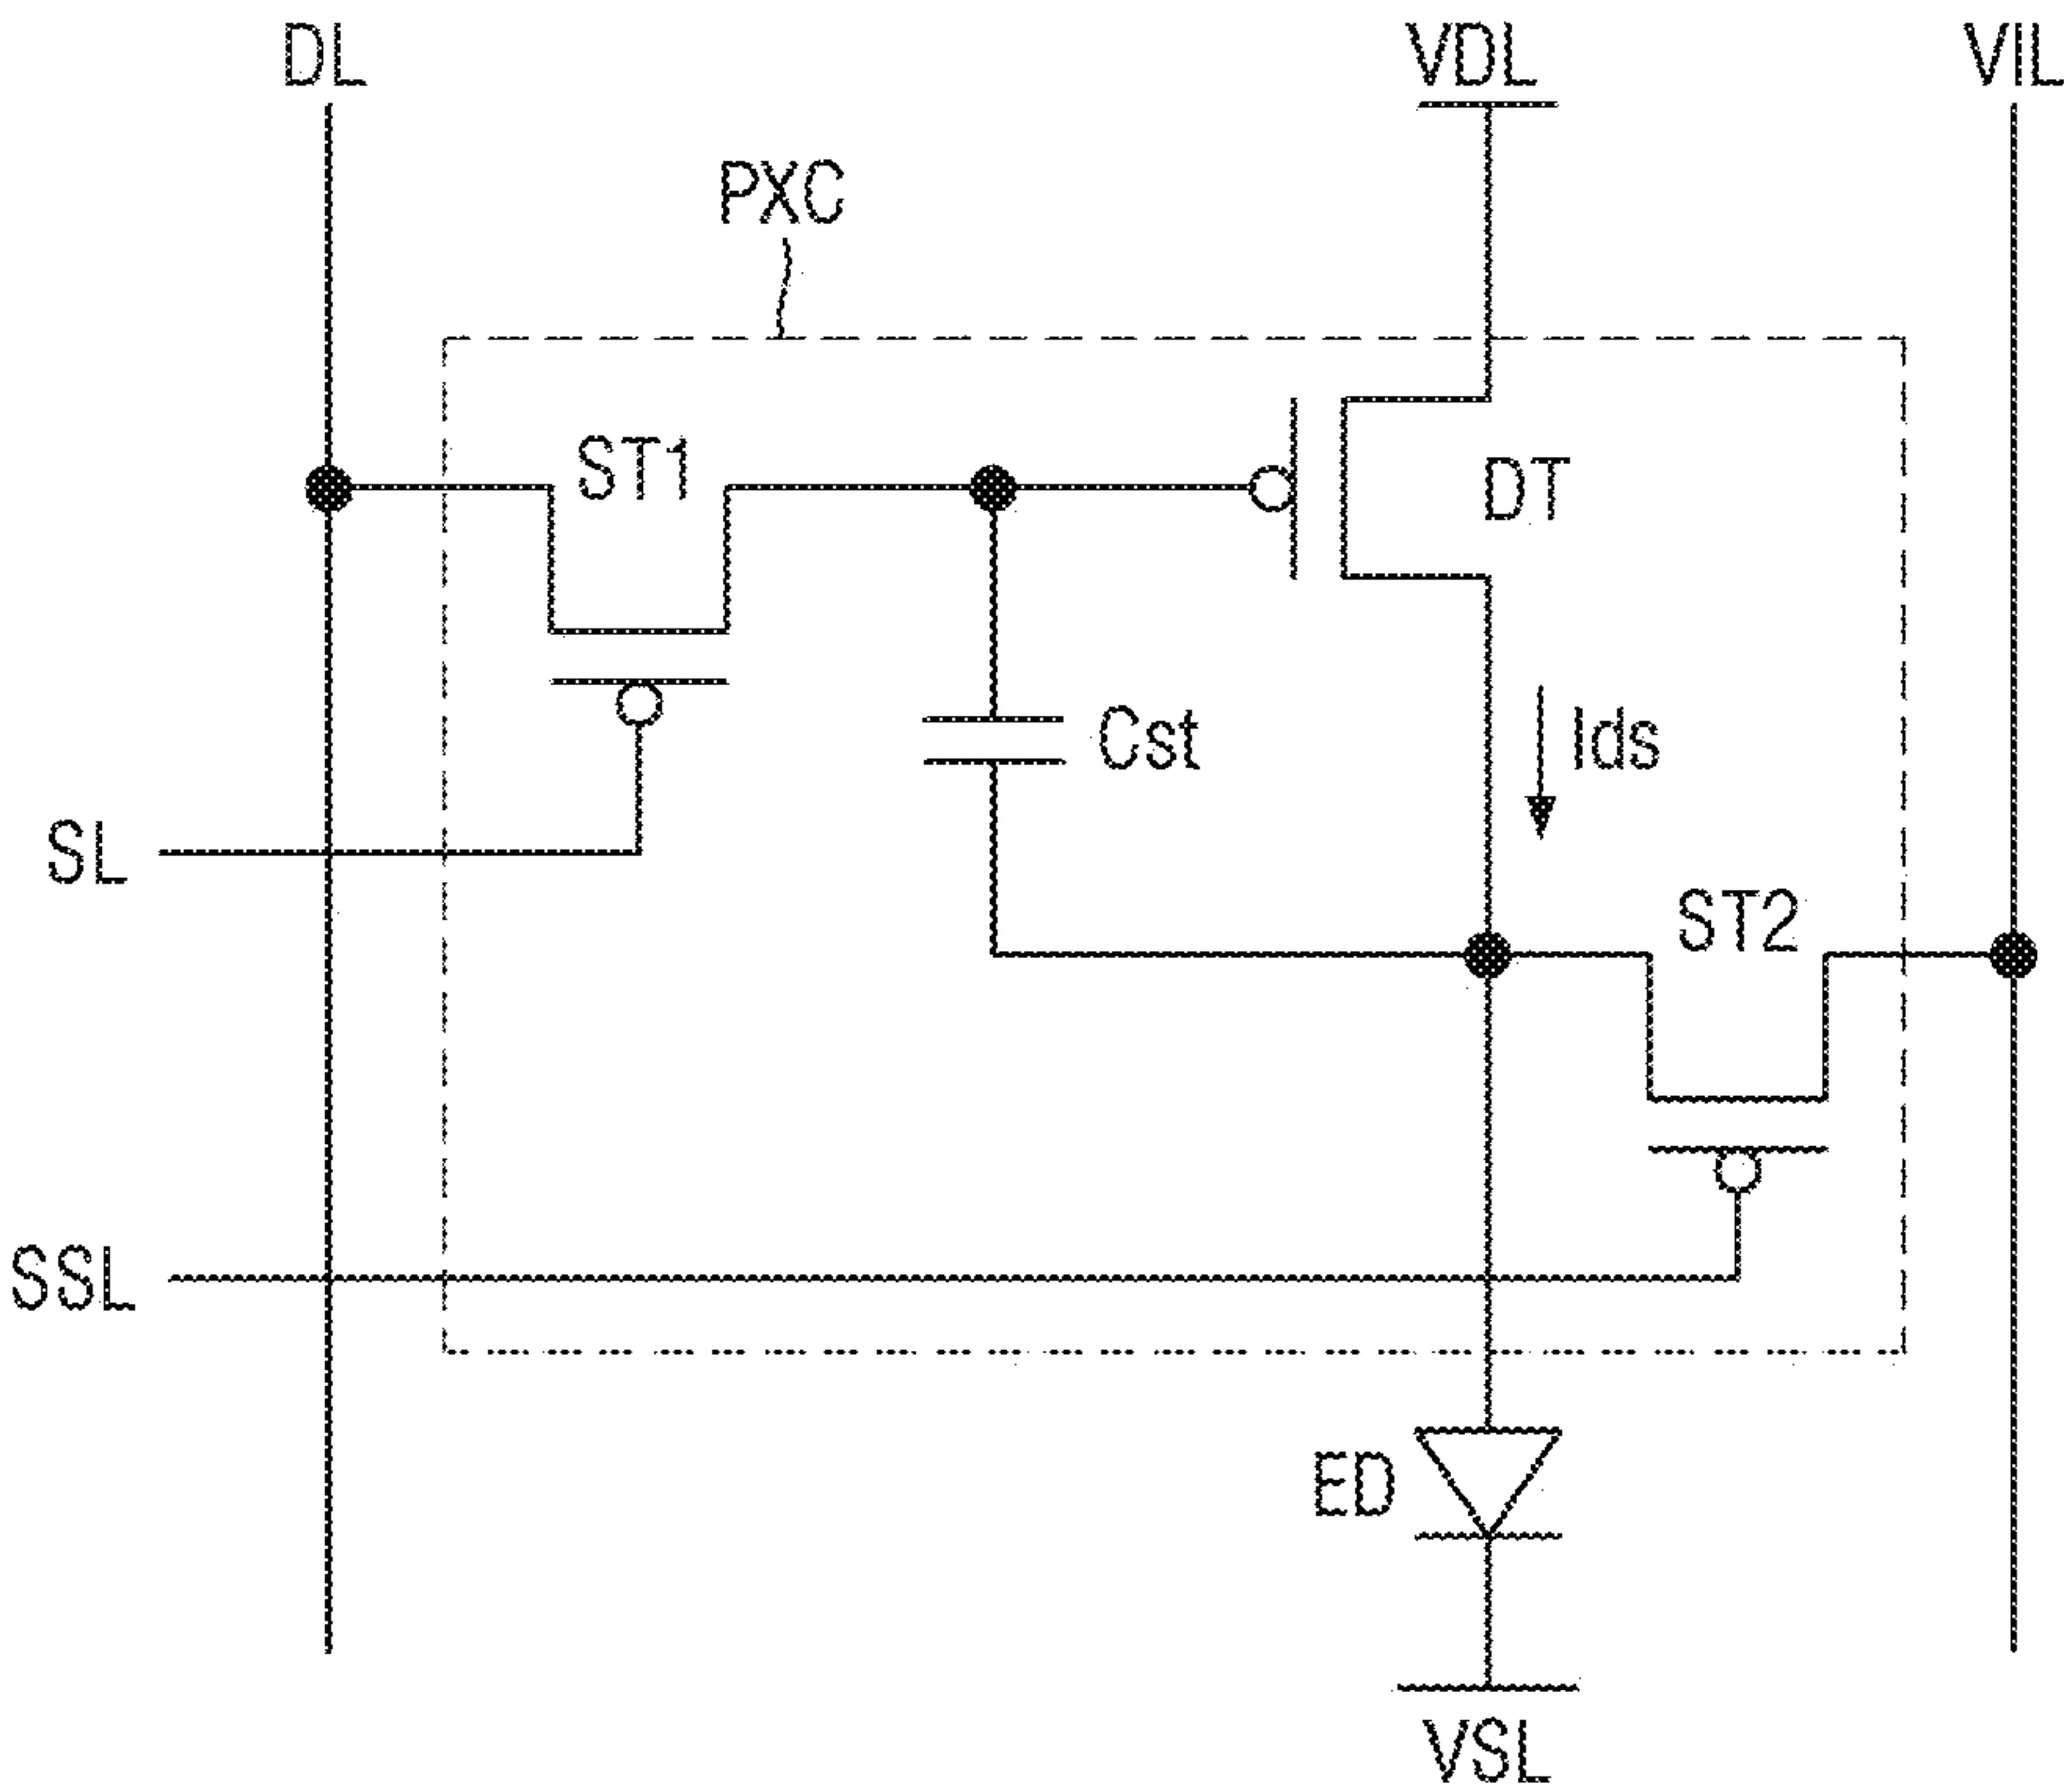 DL
VDL
VIL
PXC
ST1
DT
Cst
Ids
SL
ST2
SSL
ED
VSL